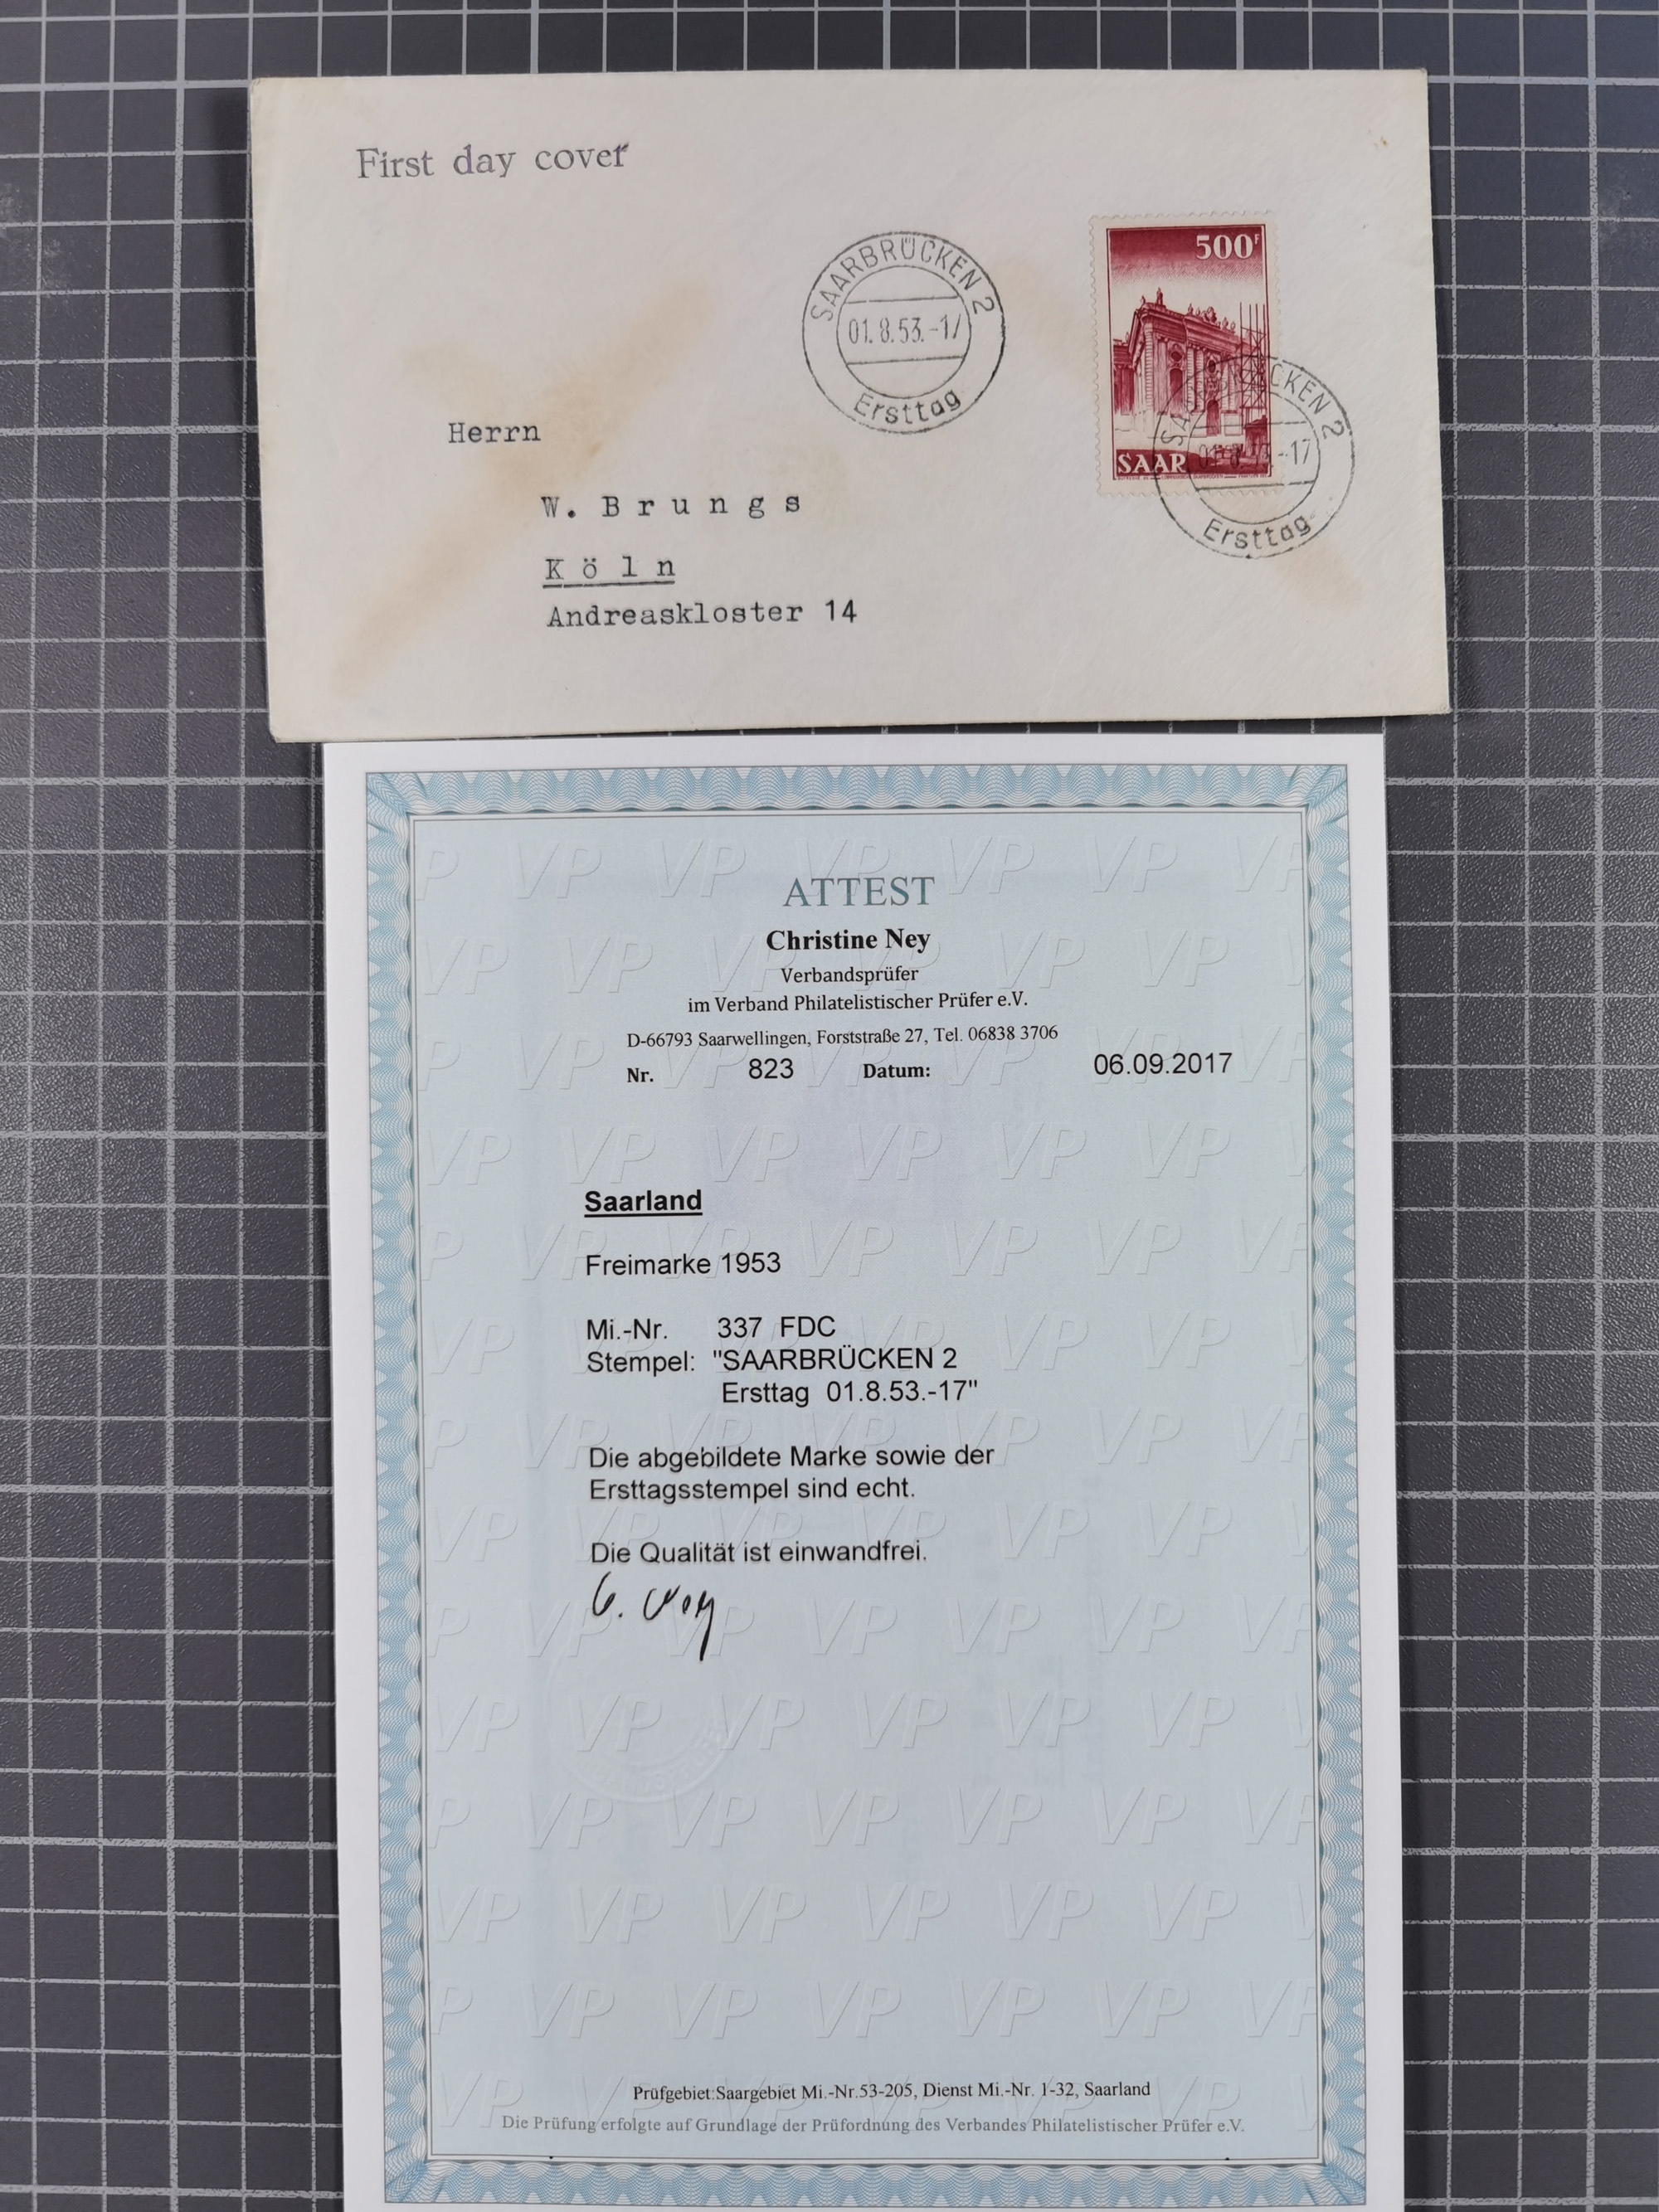 First day cover
SAARBRÜCKEN 2
01.8.53.-17
Ersttag
500F
SAAR
SAARBRÜCKEN 2
-17
Ersttag
Herrn
W. Brungs
Köln
Andreaskloster 14
ATTEST
Christine Ney
Verbandsprüfer
im Verband Philatelistischer Prüfer e.V.
D-66793 Saarwellingen, Forststraße 27, Tel. 06838 3706
Nr. 823 Datum: 06.09.2017
Saarland
Freimarke 1953
Mi.-Nr. 337 FDC
Stempel: "SAARBRÜCKEN 2
Ersttag 01.8.53.-17"
Die abgebildete Marke sowie der
Ersttagsstempel sind echt.
Die Qualität ist einwandfrei.
C. Ney
Prüfgebiet:Saargebiet Mi.-Nr.53-205, Dienst Mi.-Nr. 1-32, Saarland
Die Prüfung erfolgte auf Grundlage der Prüfordnung des Verbandes Philatelistischer Prüfer e.V.